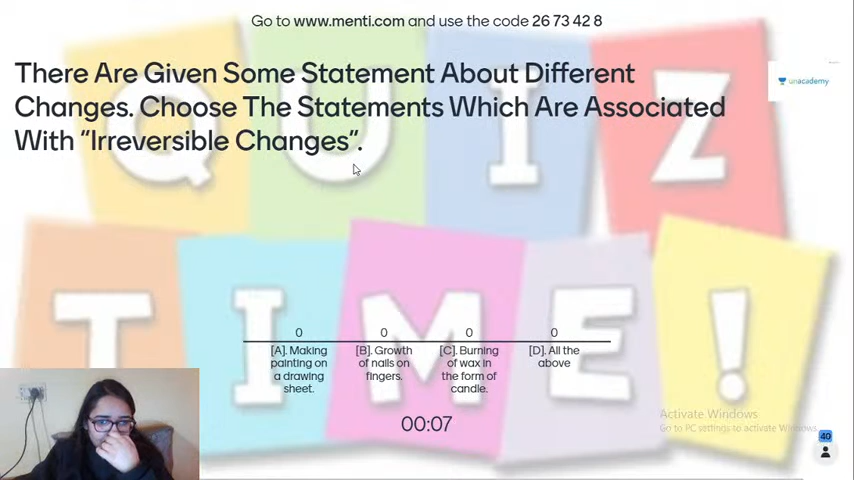 Go to www.menti.com and use the code 26 73 42 8
There Are Given Some Statement About Different
Changes. Choose The Statements Which Are Associated
With “Irreversible Changes”.
unacademy
QUIZ
TIME!
0
0
0
0
[A]. Making
painting on
a drawing
sheet.
[B]. Growth
of nails on
fingers.
[C]. Burning
of wax in
the form of
candle.
[D]. All the
above
00:07
Activate Windows
Go to PC settings to activate Windows.
40